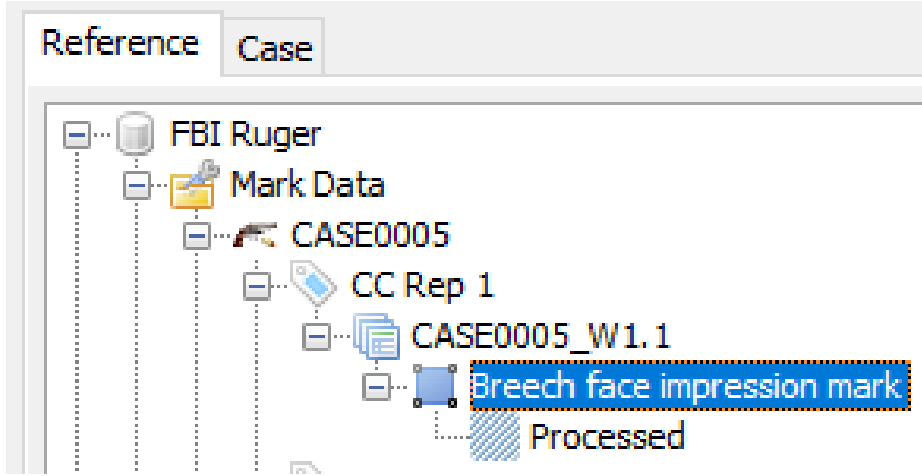 Reference Case
FBI Ruger
Mark Data
CASE0005
CC Rep 1
CASE0005_W1.1
Breech face impression mark
Processed